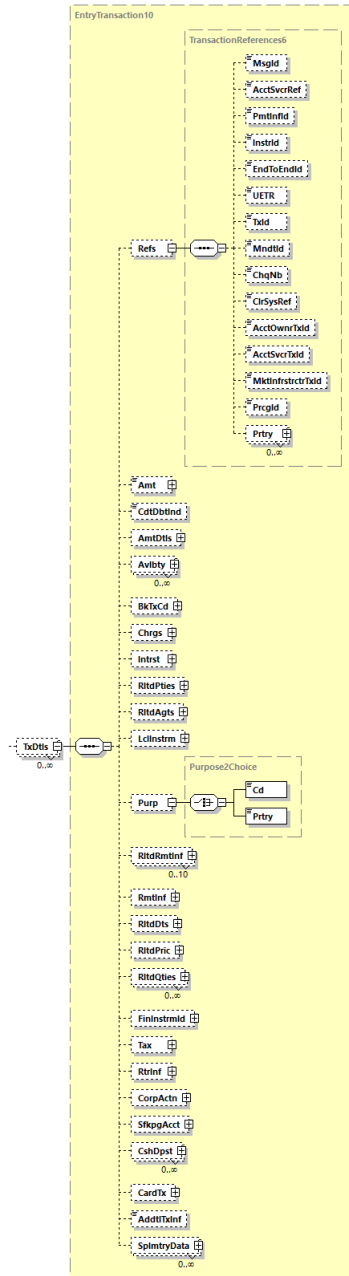 EntryTransaction10
TransactionReferences6
MsgId
AcctSvcrRef
PmtInfId
InstrId
EndToEndId
UETR
TxId
Refs
MndtId
ChqNb
ClrSysRef
AcctOwnrTxId
AcctSvcrTxId
MktInfrstrctrTxId
PrcgId
Prtry
0..∞
Amt
CdtDbtInd
AmtDtls
Avlbty
0..∞
BkTxCd
Chrgs
Intrst
RltdPties
RltdAgts
LclInstrm
TxDtls
0..∞
Purpose2Choice
Cd
Purp
Prtry
RltdRmtInf
0..10
RmtInf
RltdDts
RltdPric
RltdQties
0..∞
FinInstrmId
Tax
RtrInf
CorpActn
SfkpgAcct
CshDpst
0..∞
CardTx
AddtlTxInf
SplmtryData
0..∞